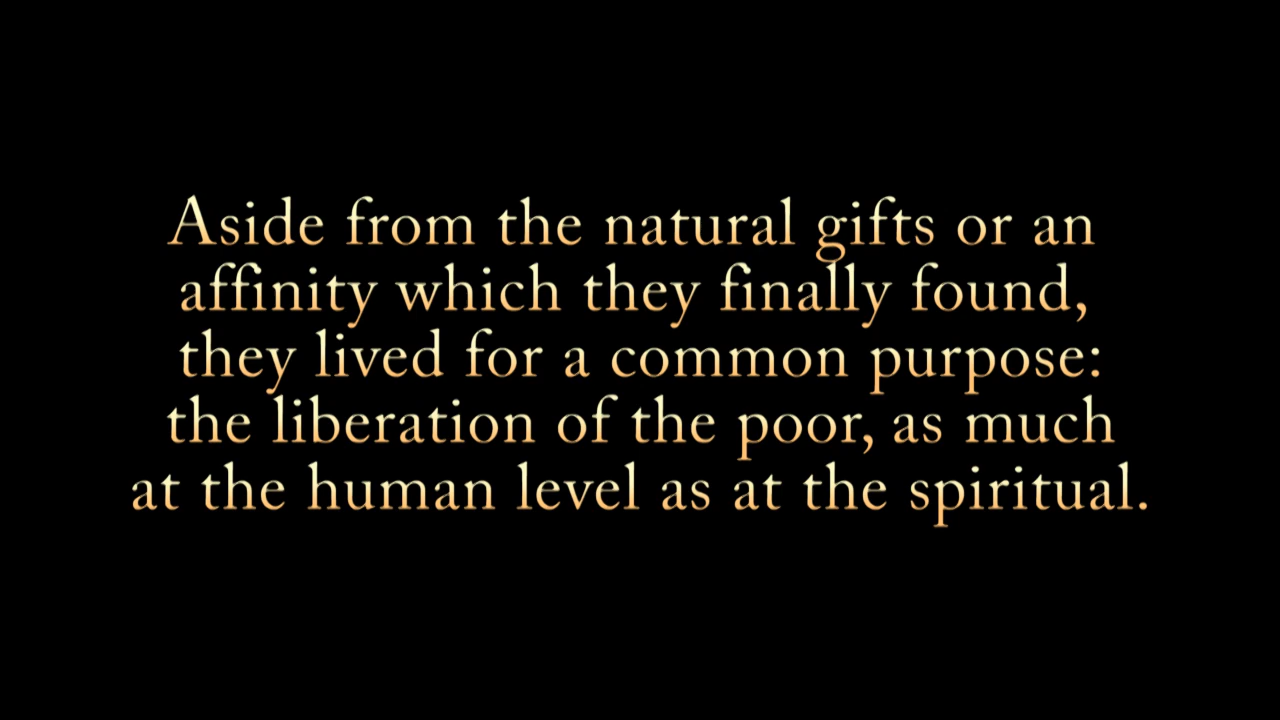 Aside from the natural gifts or an
affinity which they finally found,
they lived for a common purpose:
the liberation of the poor, as much
at the human level as at the spiritual.